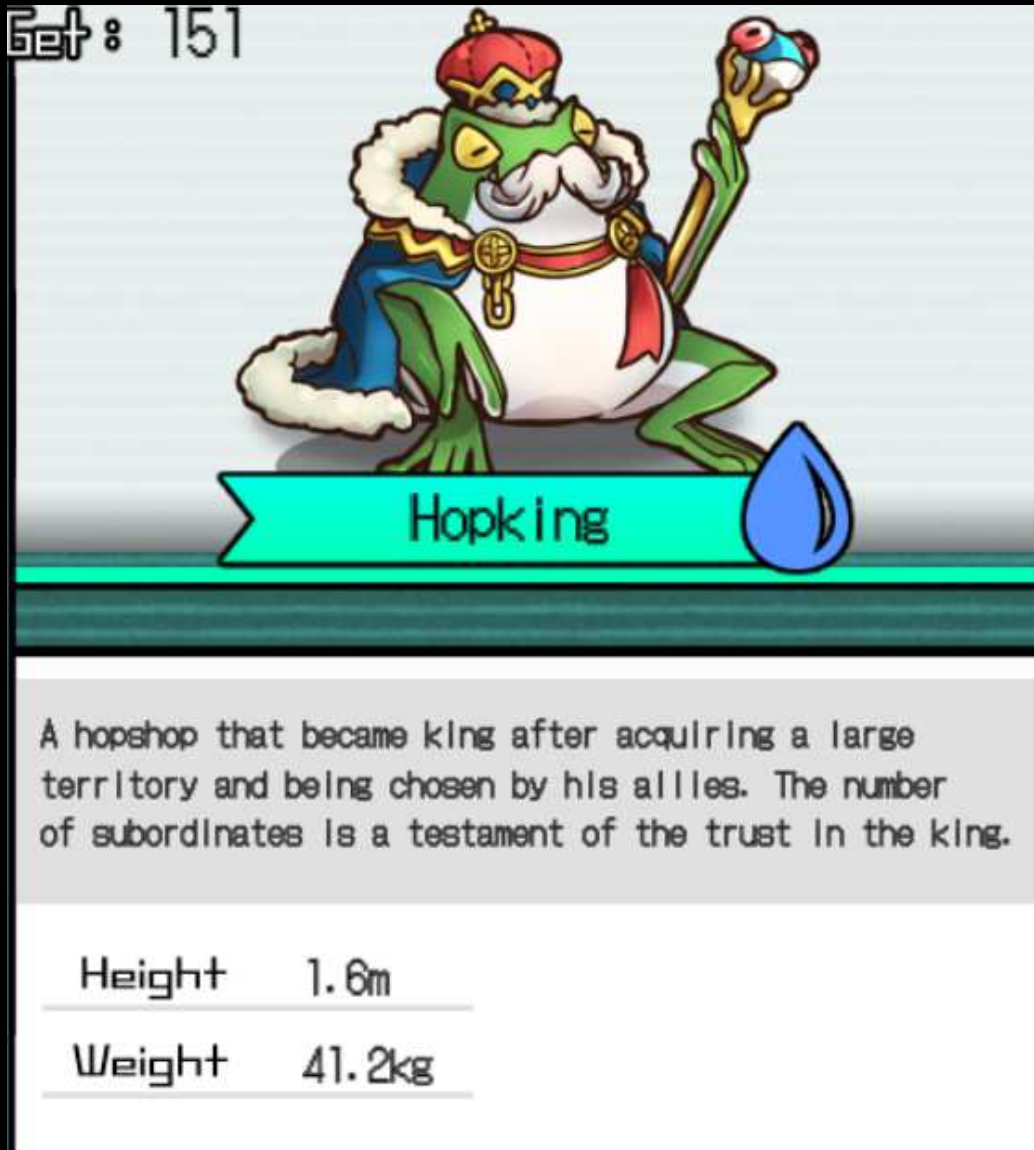 Get: 151
Hopking
A hopshop that became king after acquiring a large
territory and being chosen by his allies. The number
of subordinates is a testament of the trust in the king.
Height 1.6m
Weight 41.2kg